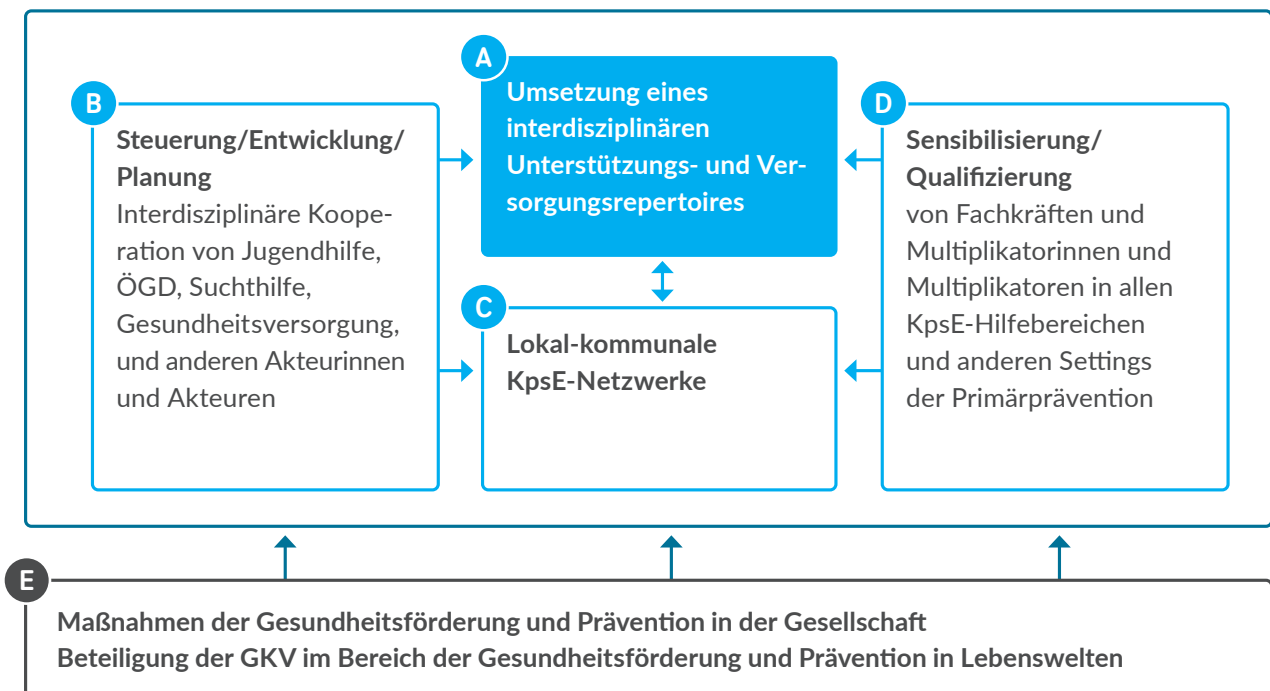 A
Umsetzung eines
interdisziplinären
Unterstützungs- und Ver-
sorgungsrepertoires
B
Steuerung/Entwicklung/
Planung
Interdisziplinäre Koope-
ration von Jugendhilfe,
ÖGD, Suchthilfe,
Gesundheitsversorgung,
und anderen Akteurinnen
und Akteuren
C
Lokal-kommunale
KpsE-Netzwerke
D
Sensibilisierung/
Qualifizierung
von Fachkräften und
Multiplikatorinnen und
Multiplikatoren in allen
KpsE-Hilfebereichen
und anderen Settings
der Primärprävention
E
Maßnahmen der Gesundheitsförderung und Prävention in der Gesellschaft
Beteiligung der GKV im Bereich der Gesundheitsförderung und Prävention in Lebenswelten